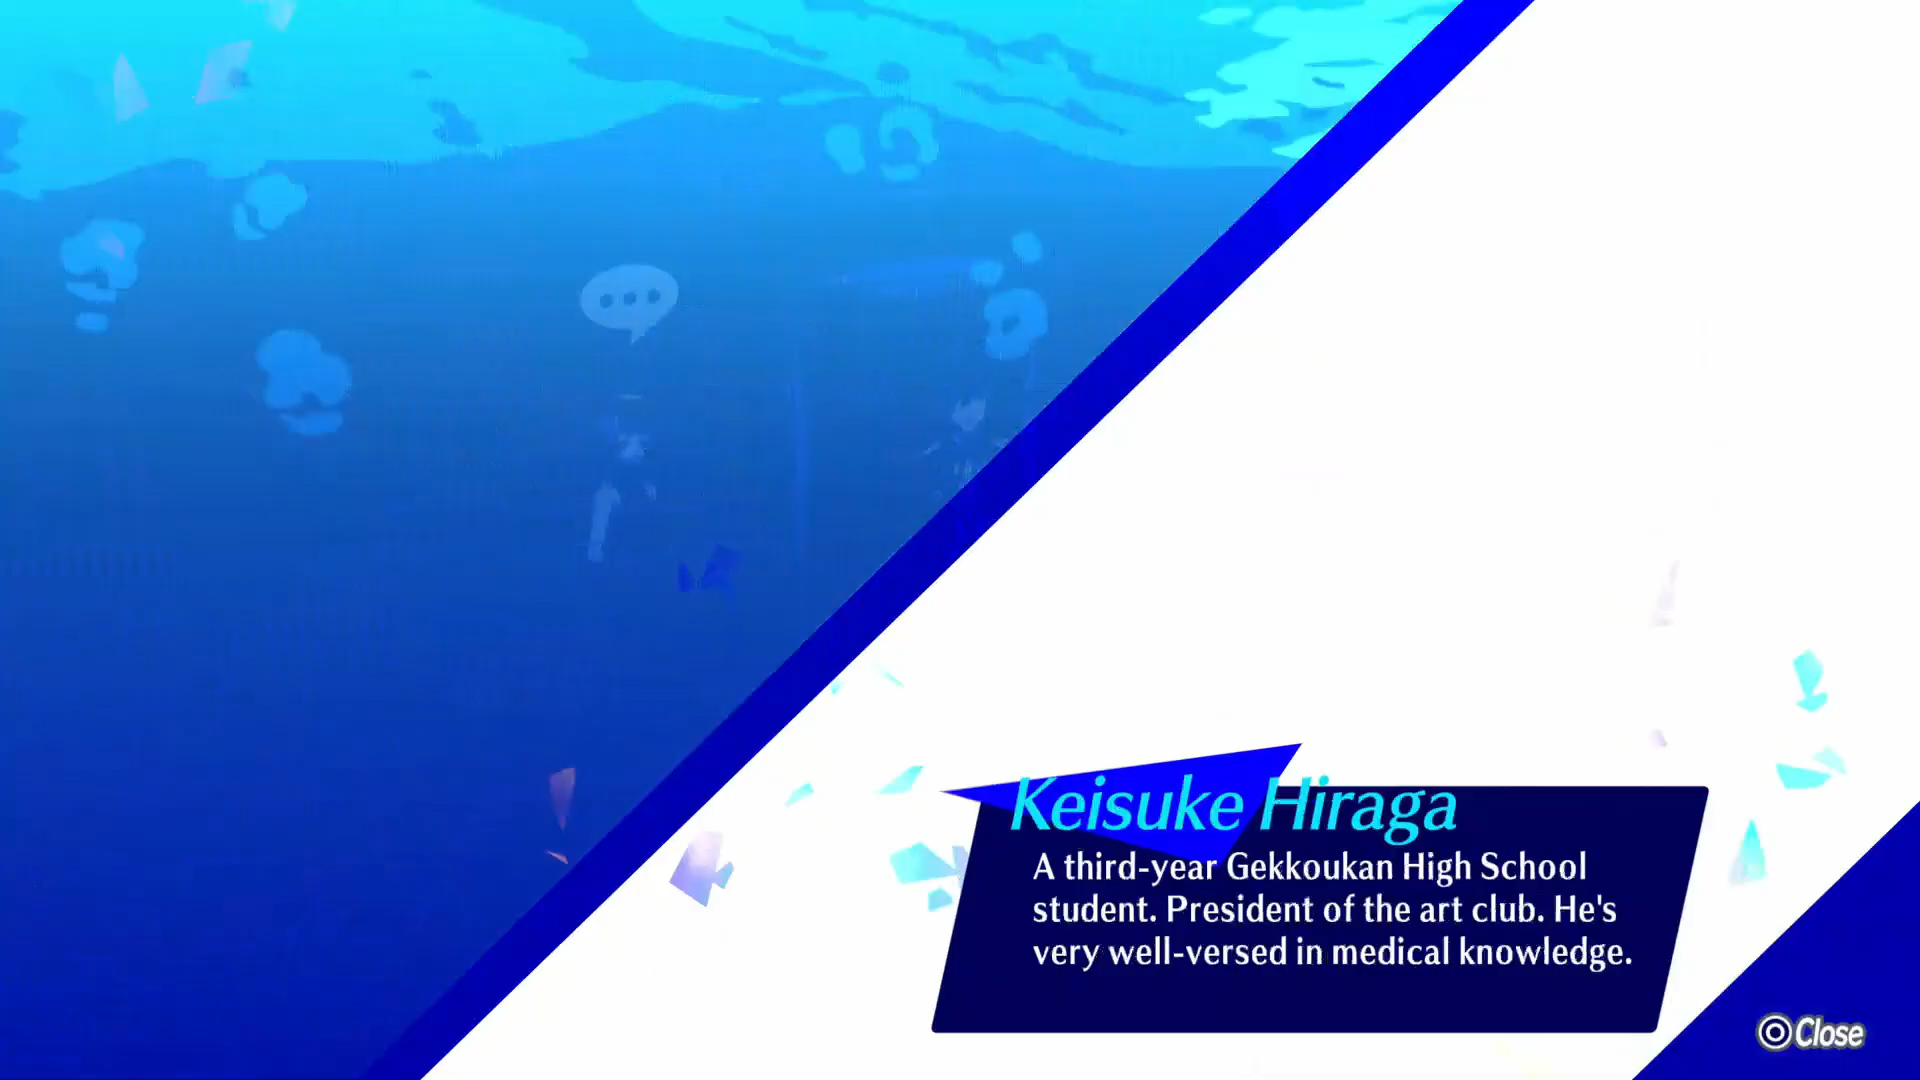 Keisuke Hiraga
A third-year Gekkoukan High School
student. President of the art club. He's
very well-versed in medical knowledge.
Close